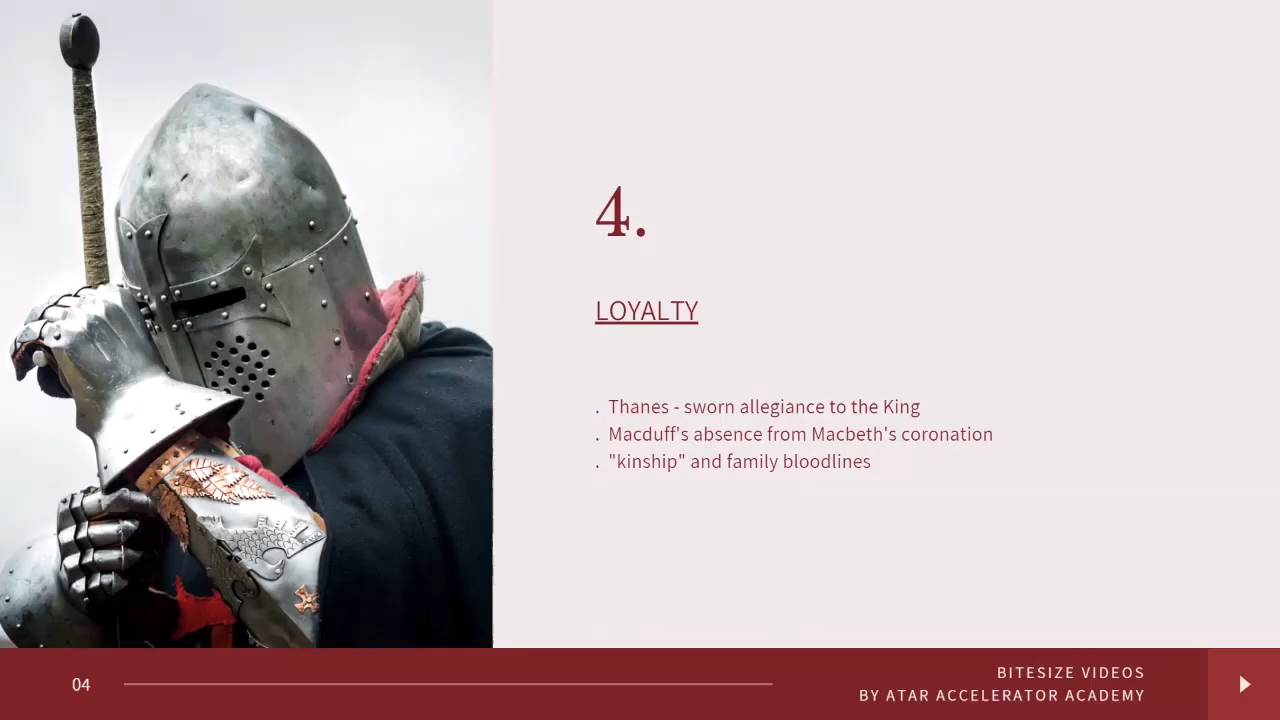 4.
LOYALTY
. Thanes - sworn allegiance to the King
. Macduff's absence from Macbeth's coronation
. "kinship" and family bloodlines
04
BITESIZE VIDEOS
BY ATAR ACCELERATOR ACADEMY